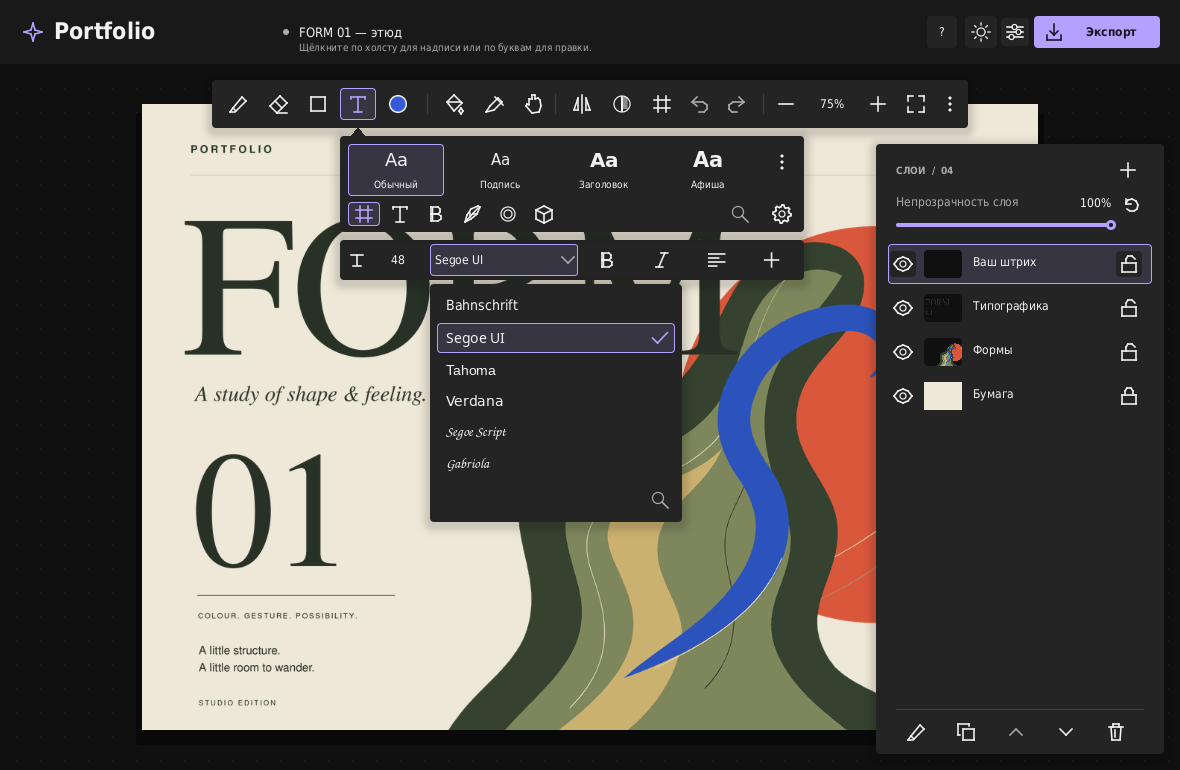 Portfolio
FORM 01 — этюд
Щёлкните по холсту для надписи или по буквам для правки.
?
Экспорт
75%
PORTFOLIO
Aa
Обычный
Aa
Подпись
Aa
Заголовок
Aa
Афиша
B
48
Segoe UI
B
I
FORM
Bahnschrift
Segoe UI
Tahoma
Verdana
Segoe Script
Gabriola
A study of shape & feeling.
01
COLOUR. GESTURE. POSSIBILITY.
A little structure.
A little room to wander.
STUDIO EDITION
СЛОИ / 04
Непрозрачность слоя
100%
Ваш штрих
Типографика
Формы
Бумага